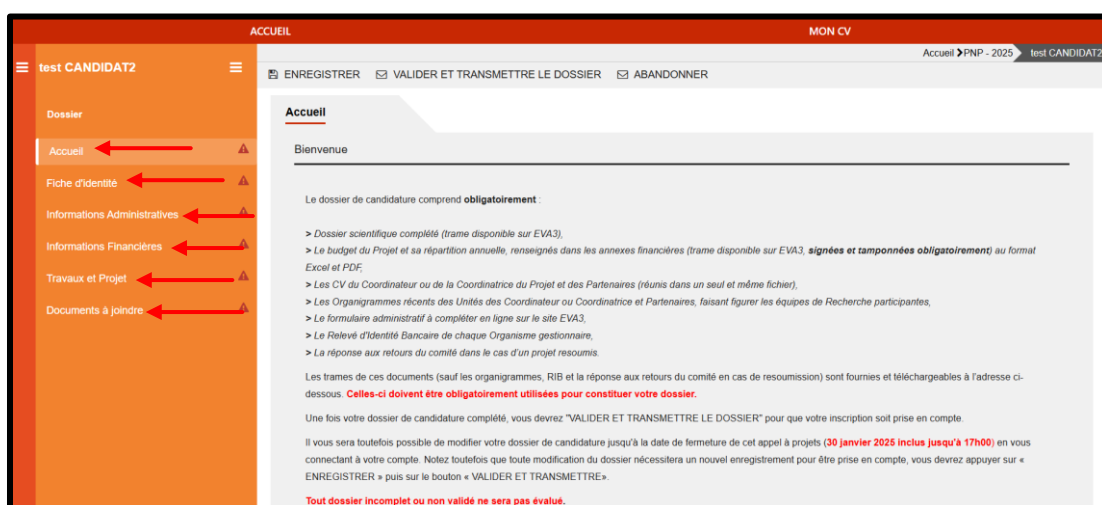 ACCUEIL
MON CV
Accueil PNP - 2025 test CANDIDAT2
test CANDIDAT2
ENREGISTRER VALIDER ET TRANSMETTRE LE DOSSIER ABANDONNER
Dossier
Accueil
Fiche d'identité
Informations Administratives
Informations Financières
Travaux et Projet
Documents à joindre
Accueil
Bienvenue
Le dossier de candidature comprend obligatoirement :
> Dossier scientifique complété (trame disponible sur EVA3),
> Le budget du Projet et sa répartition annuelle, renseignés dans les annexes financières (trame disponible sur EVA3, signées et tamponnées obligatoirement) au format
Excel et PDF,
> Les CV du Coordinateur ou de la Coordinatrice du Projet et des Partenaires (réunis dans un seul et même fichier),
> Les Organigrammes récents des Unités des Coordinateur ou Coordinatrice et Partenaires, faisant figurer les équipes de Recherche participantes,
> Le formulaire administratif à compléter en ligne sur le site EVA3,
> Le Relevé d'Identité Bancaire de chaque Organisme gestionnaire,
> La réponse aux retours du comité dans le cas d'un projet resoumis.
Les trames de ces documents (sauf les organigrammes, RIB et la réponse aux retours du comité en cas de resoumission) sont fournies et téléchargeables à l'adresse ci-
dessous. Celles-ci doivent être obligatoirement utilisées pour constituer votre dossier.
Une fois votre dossier de candidature complété, vous devrez "VALIDER ET TRANSMETTRE LE DOSSIER" pour que votre inscription soit prise en compte.
Il vous sera toutefois possible de modifier votre dossier de candidature jusqu'à la date de fermeture de cet appel à projets (30 janvier 2025 inclus jusqu'à 17h00) en vous
connectant à votre compte. Notez toutefois que toute modification du dossier nécessitera un nouvel enregistrement pour être prise en compte, vous devrez appuyer sur «
ENREGISTRER » puis sur le bouton « VALIDER ET TRANSMETTRE».
Tout dossier incomplet ou non validé ne sera pas évalué.